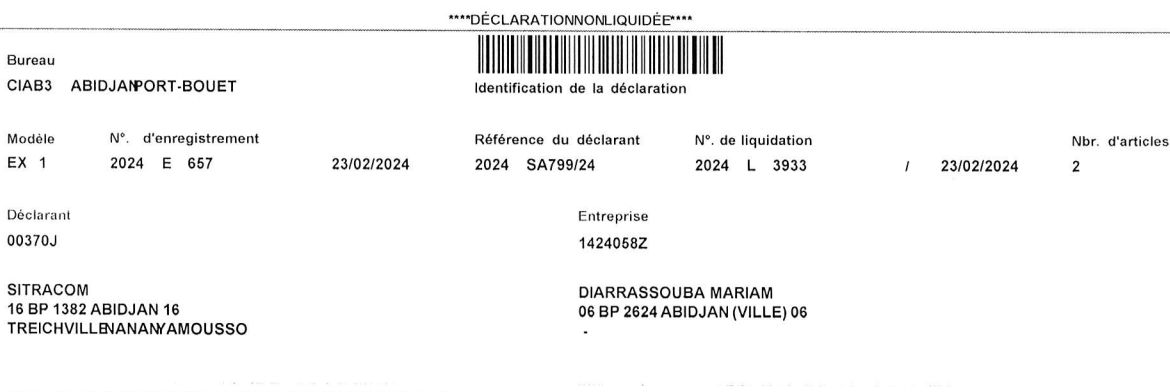 ****DÉCLARATIONNONLIQUIDÉE****
Bureau
CIAB3 ABIDJANPORT-BOUET
Identification de la déclaration
Modèle N°. d'enregistrement Référence du déclarant N°. de liquidation Nbr. d'articles
EX 1 2024 E 657 23/02/2024 2024 SA799/24 2024 L 3933 / 23/02/2024 2
Déclarant Entreprise
00370J 1424058Z
SITRACOM DIARRASSOUBA MARIAM
16 BP 1382 ABIDJAN 16 06 BP 2624 ABIDJAN (VILLE) 06
TREICHVILLENANANYAMOUSSO -